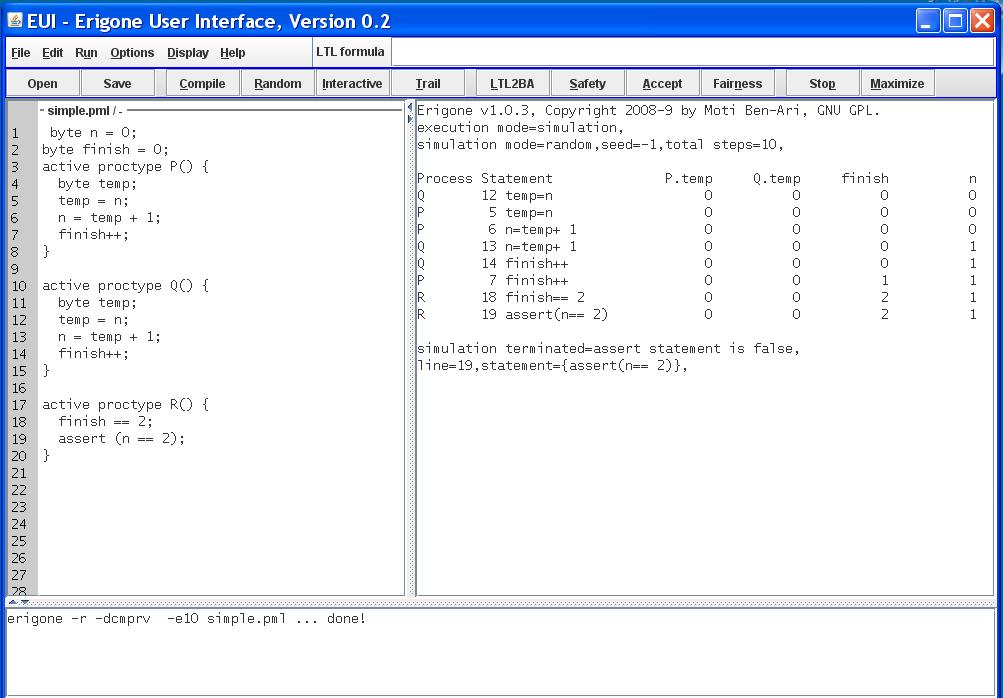 EUI - Erigone User Interface, Version 0.2
File Edit Run Options Display Help LTL formula
Open Save Compile Random Interactive Trail LTL2BA Safety Accept Fairness Stop Maximize
simple.pml / -
1 byte n = 0;
2 byte finish = 0;
3 active proctype P() {
4 byte temp;
5 temp = n;
6 n = temp + 1;
7 finish++;
8 }
9
10 active proctype Q() {
11 byte temp;
12 temp = n;
13 n = temp + 1;
14 finish++;
15 }
16
17 active proctype R() {
18 finish == 2;
19 assert (n == 2);
20 }
21
22
23
24
25
26
27
28
Erigone v1.0.3, Copyright 2008-9 by Moti Ben-Ari, GNU GPL.
execution mode=simulation,
simulation mode=random,seed=-1,total steps=10,
Process Statement P.temp Q.temp finish n
Q 12 temp=n 0 0 0 0
P 5 temp=n 0 0 0 0
P 6 n=temp+ 1 0 0 0 0
Q 13 n=temp+ 1 0 0 0 1
Q 14 finish++ 0 0 0 1
P 7 finish++ 0 0 1 1
R 18 finish== 2 0 0 2 1
R 19 assert(n== 2) 0 0 2 1
simulation terminated=assert statement is false,
line=19,statement={assert(n== 2)},
erigone -r -dcmprv -e10 simple.pml ... done!